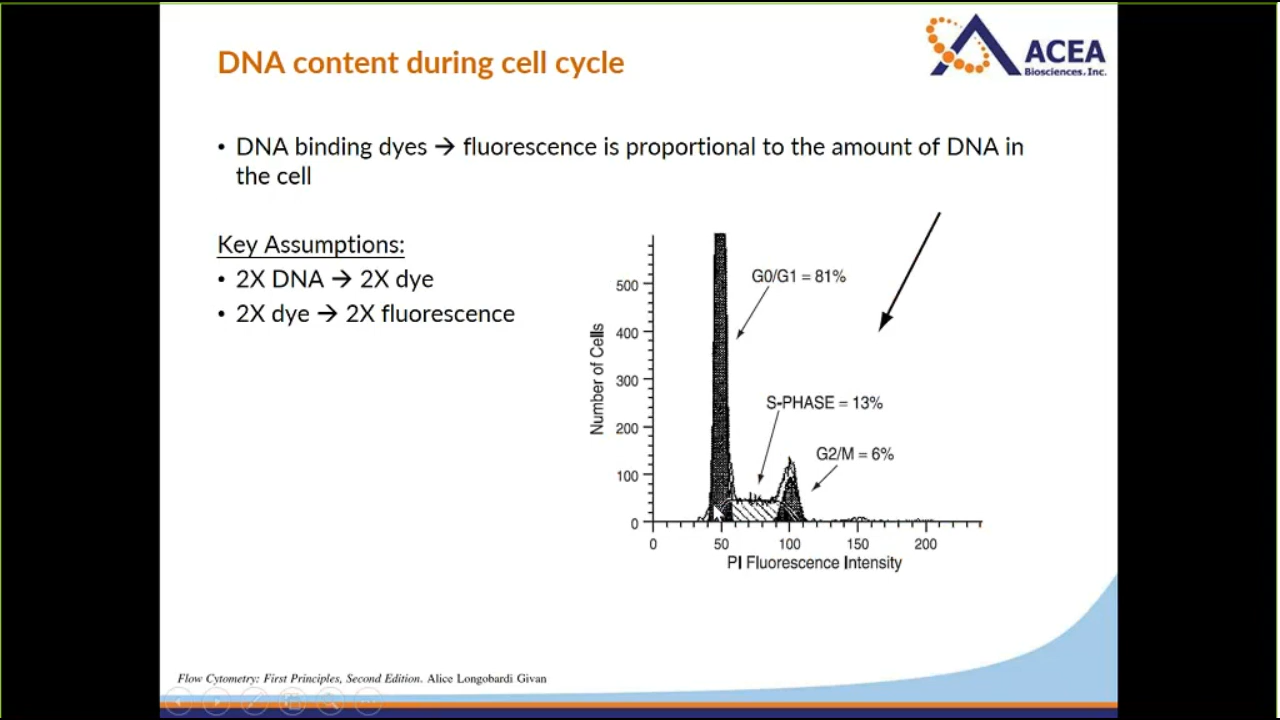 DNA content during cell cycle
ACEA
Biosciences, Inc.
• DNA binding dyes → fluorescence is proportional to the amount of DNA in
the cell
Key Assumptions:
• 2X DNA → 2X dye
• 2X dye → 2X fluorescence
Number of Cells
500
400
300
200
100
0
G0/G1 = 81%
S-PHASE = 13%
G2/M = 6%
0 50 100 150 200
PI Fluorescence Intensity
Flow Cytometry: First Principles, Second Edition. Alice Longobardi Givan